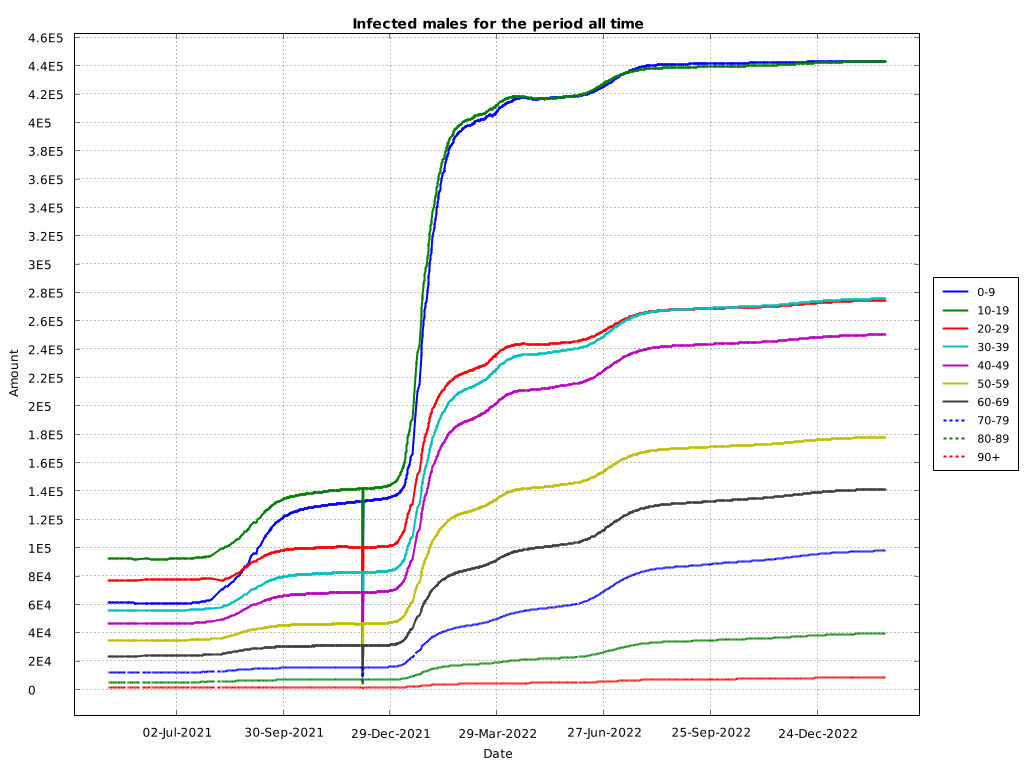 Infected males for the period all time
4.6E5
4.4E5
4.2E5
4E5
3.8E5
3.6E5
3.4E5
3.2E5
3E5
2.8E5
2.6E5
2.4E5
2.2E5
2E5
1.8E5
1.6E5
1.4E5
1.2E5
1E5
8E4
6E4
4E4
2E4
0
Amount
02-Jul-2021 30-Sep-2021 29-Dec-2021 29-Mar-2022 27-Jun-2022 25-Sep-2022 24-Dec-2022
Date
0-9
10-19
20-29
30-39
40-49
50-59
60-69
70-79
80-89
90+